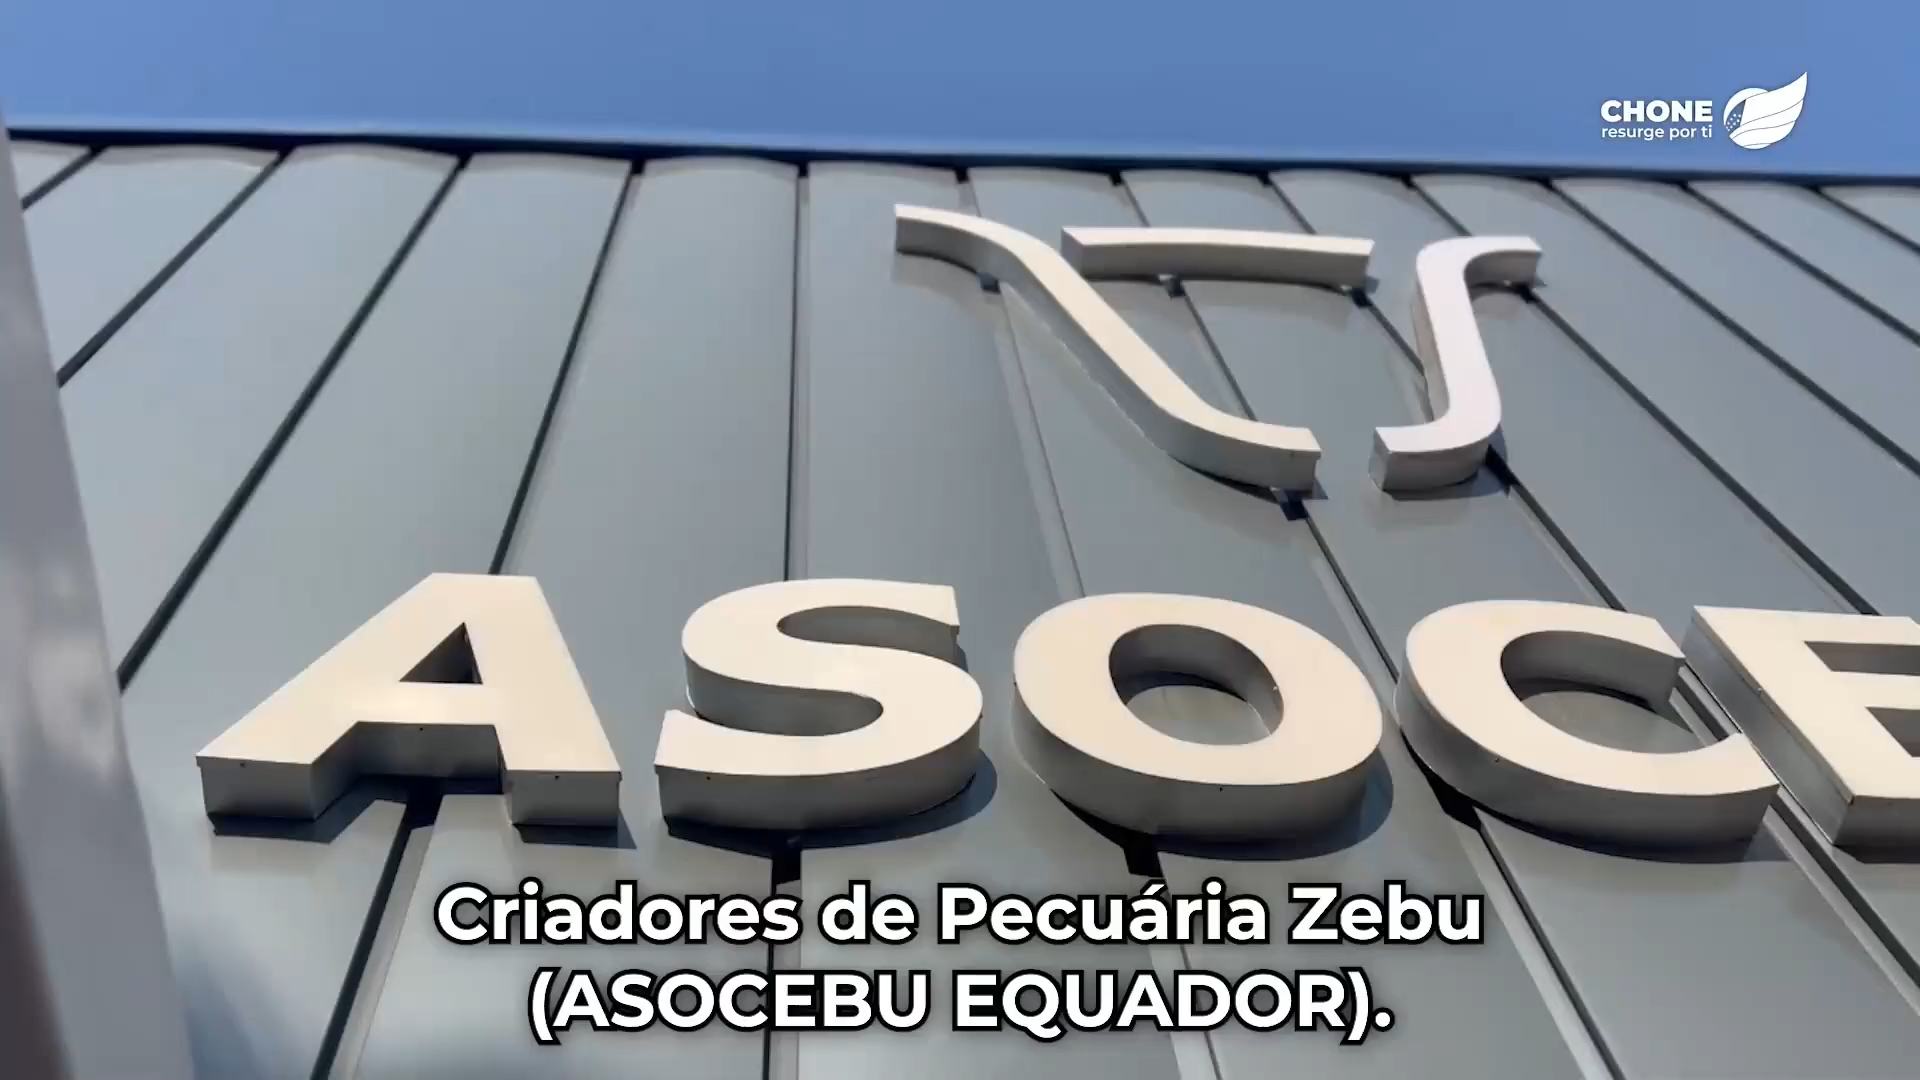 CHONE
resurge por ti
ASOCE
Criadores de Pecuária Zebu
(ASOCEBU EQUADOR).